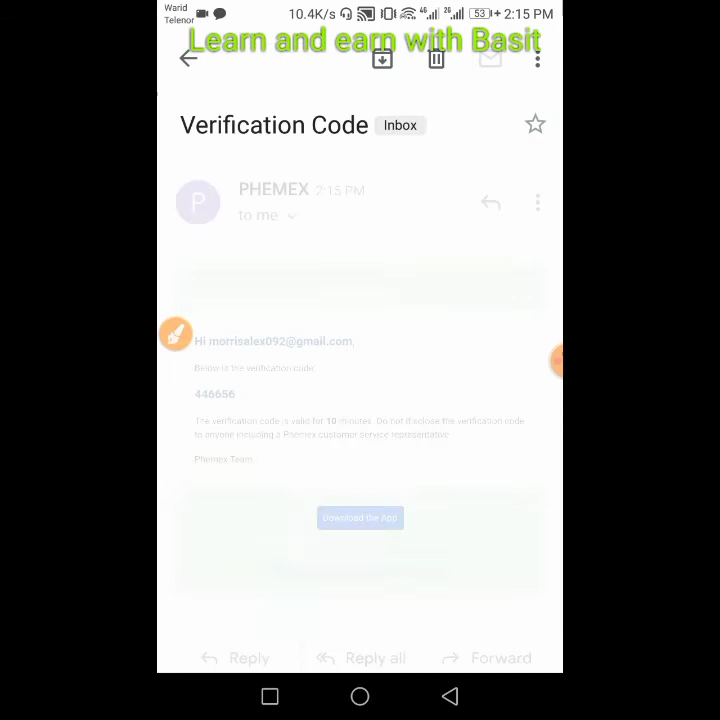 Warid
Telenor
10.4K/s 4G 2G 53 2:15 PM
Learn and earn with Basit
Verification Code Inbox
P
PHEMEX 2:15 PM
to me
Hi morrisalex092@gmail.com,
Below is the verification code:
446656
The verification code is valid for 10 minutes. Do not disclose the verification code
to anyone including a Phemex customer service representative.
Phemex Team
Download the App
Reply Reply all Forward